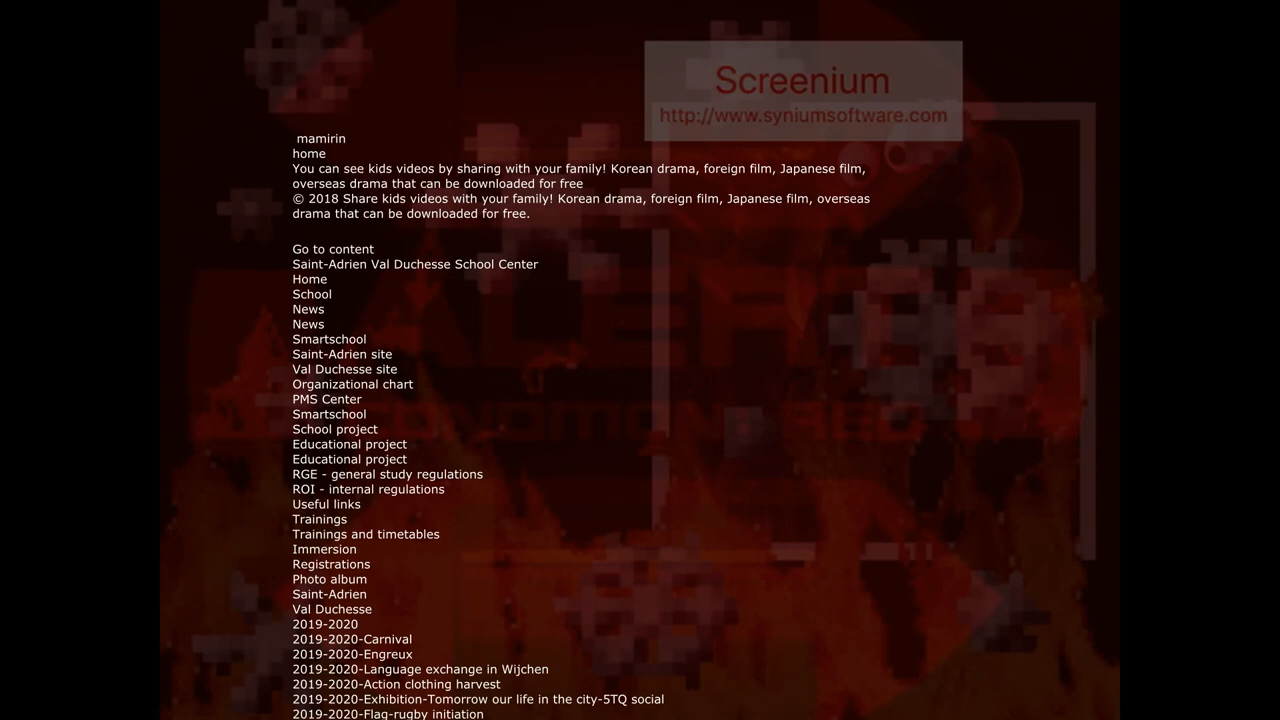 Screenium
http://www.syniumsoftware.com
mamirin
home
You can see kids videos by sharing with your family! Korean drama, foreign film, Japanese film,
overseas drama that can be downloaded for free
© 2018 Share kids videos with your family! Korean drama, foreign film, Japanese film, overseas
drama that can be downloaded for free.
Go to content
Saint-Adrien Val Duchesse School Center
Home
School
News
News
Smartschool
Saint-Adrien site
Val Duchesse site
Organizational chart
PMS Center
Smartschool
School project
Educational project
Educational project
RGE - general study regulations
ROI - internal regulations
Useful links
Trainings
Trainings and timetables
Immersion
Registrations
Photo album
Saint-Adrien
Val Duchesse
2019-2020
2019-2020-Carnival
2019-2020-Engreux
2019-2020-Language exchange in Wijchen
2019-2020-Action clothing harvest
2019-2020-Exhibition-Tomorrow our life in the city-5TQ social
2019-2020-Flag-rugby initiation
ALERT
CONDITION RED